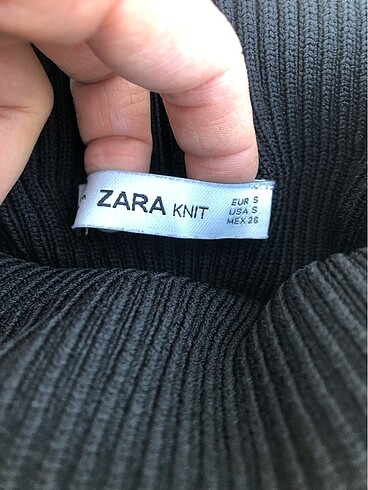 ZARA KNIT
EUR S
USA S
MEX 26